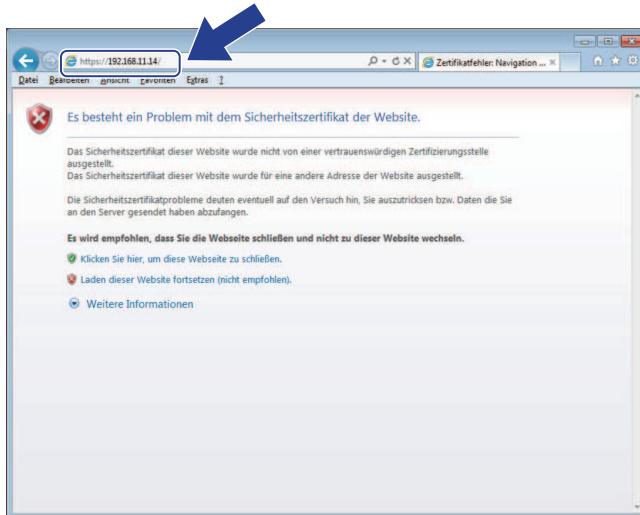 https://192.168.11.14/
Zertifikatfehler: Navigation ...
Datei Bearbeiten Ansicht Favoriten Extras ?
Es besteht ein Problem mit dem Sicherheitszertifikat der Website.
Das Sicherheitszertifikat dieser Website wurde nicht von einer vertrauenswürdigen Zertifizierungsstelle
ausgestellt.
Das Sicherheitszertifikat dieser Website wurde für eine andere Adresse der Website ausgestellt.
Die Sicherheitszertifikatprobleme deuten eventuell auf den Versuch hin, Sie auszutricksen bzw. Daten die Sie
an den Server gesendet haben abzufangen.
Es wird empfohlen, dass Sie die Webseite schließen und nicht zu dieser Website wechseln.
Klicken Sie hier, um diese Webseite zu schließen.
Laden dieser Website fortsetzen (nicht empfohlen).
Weitere Informationen